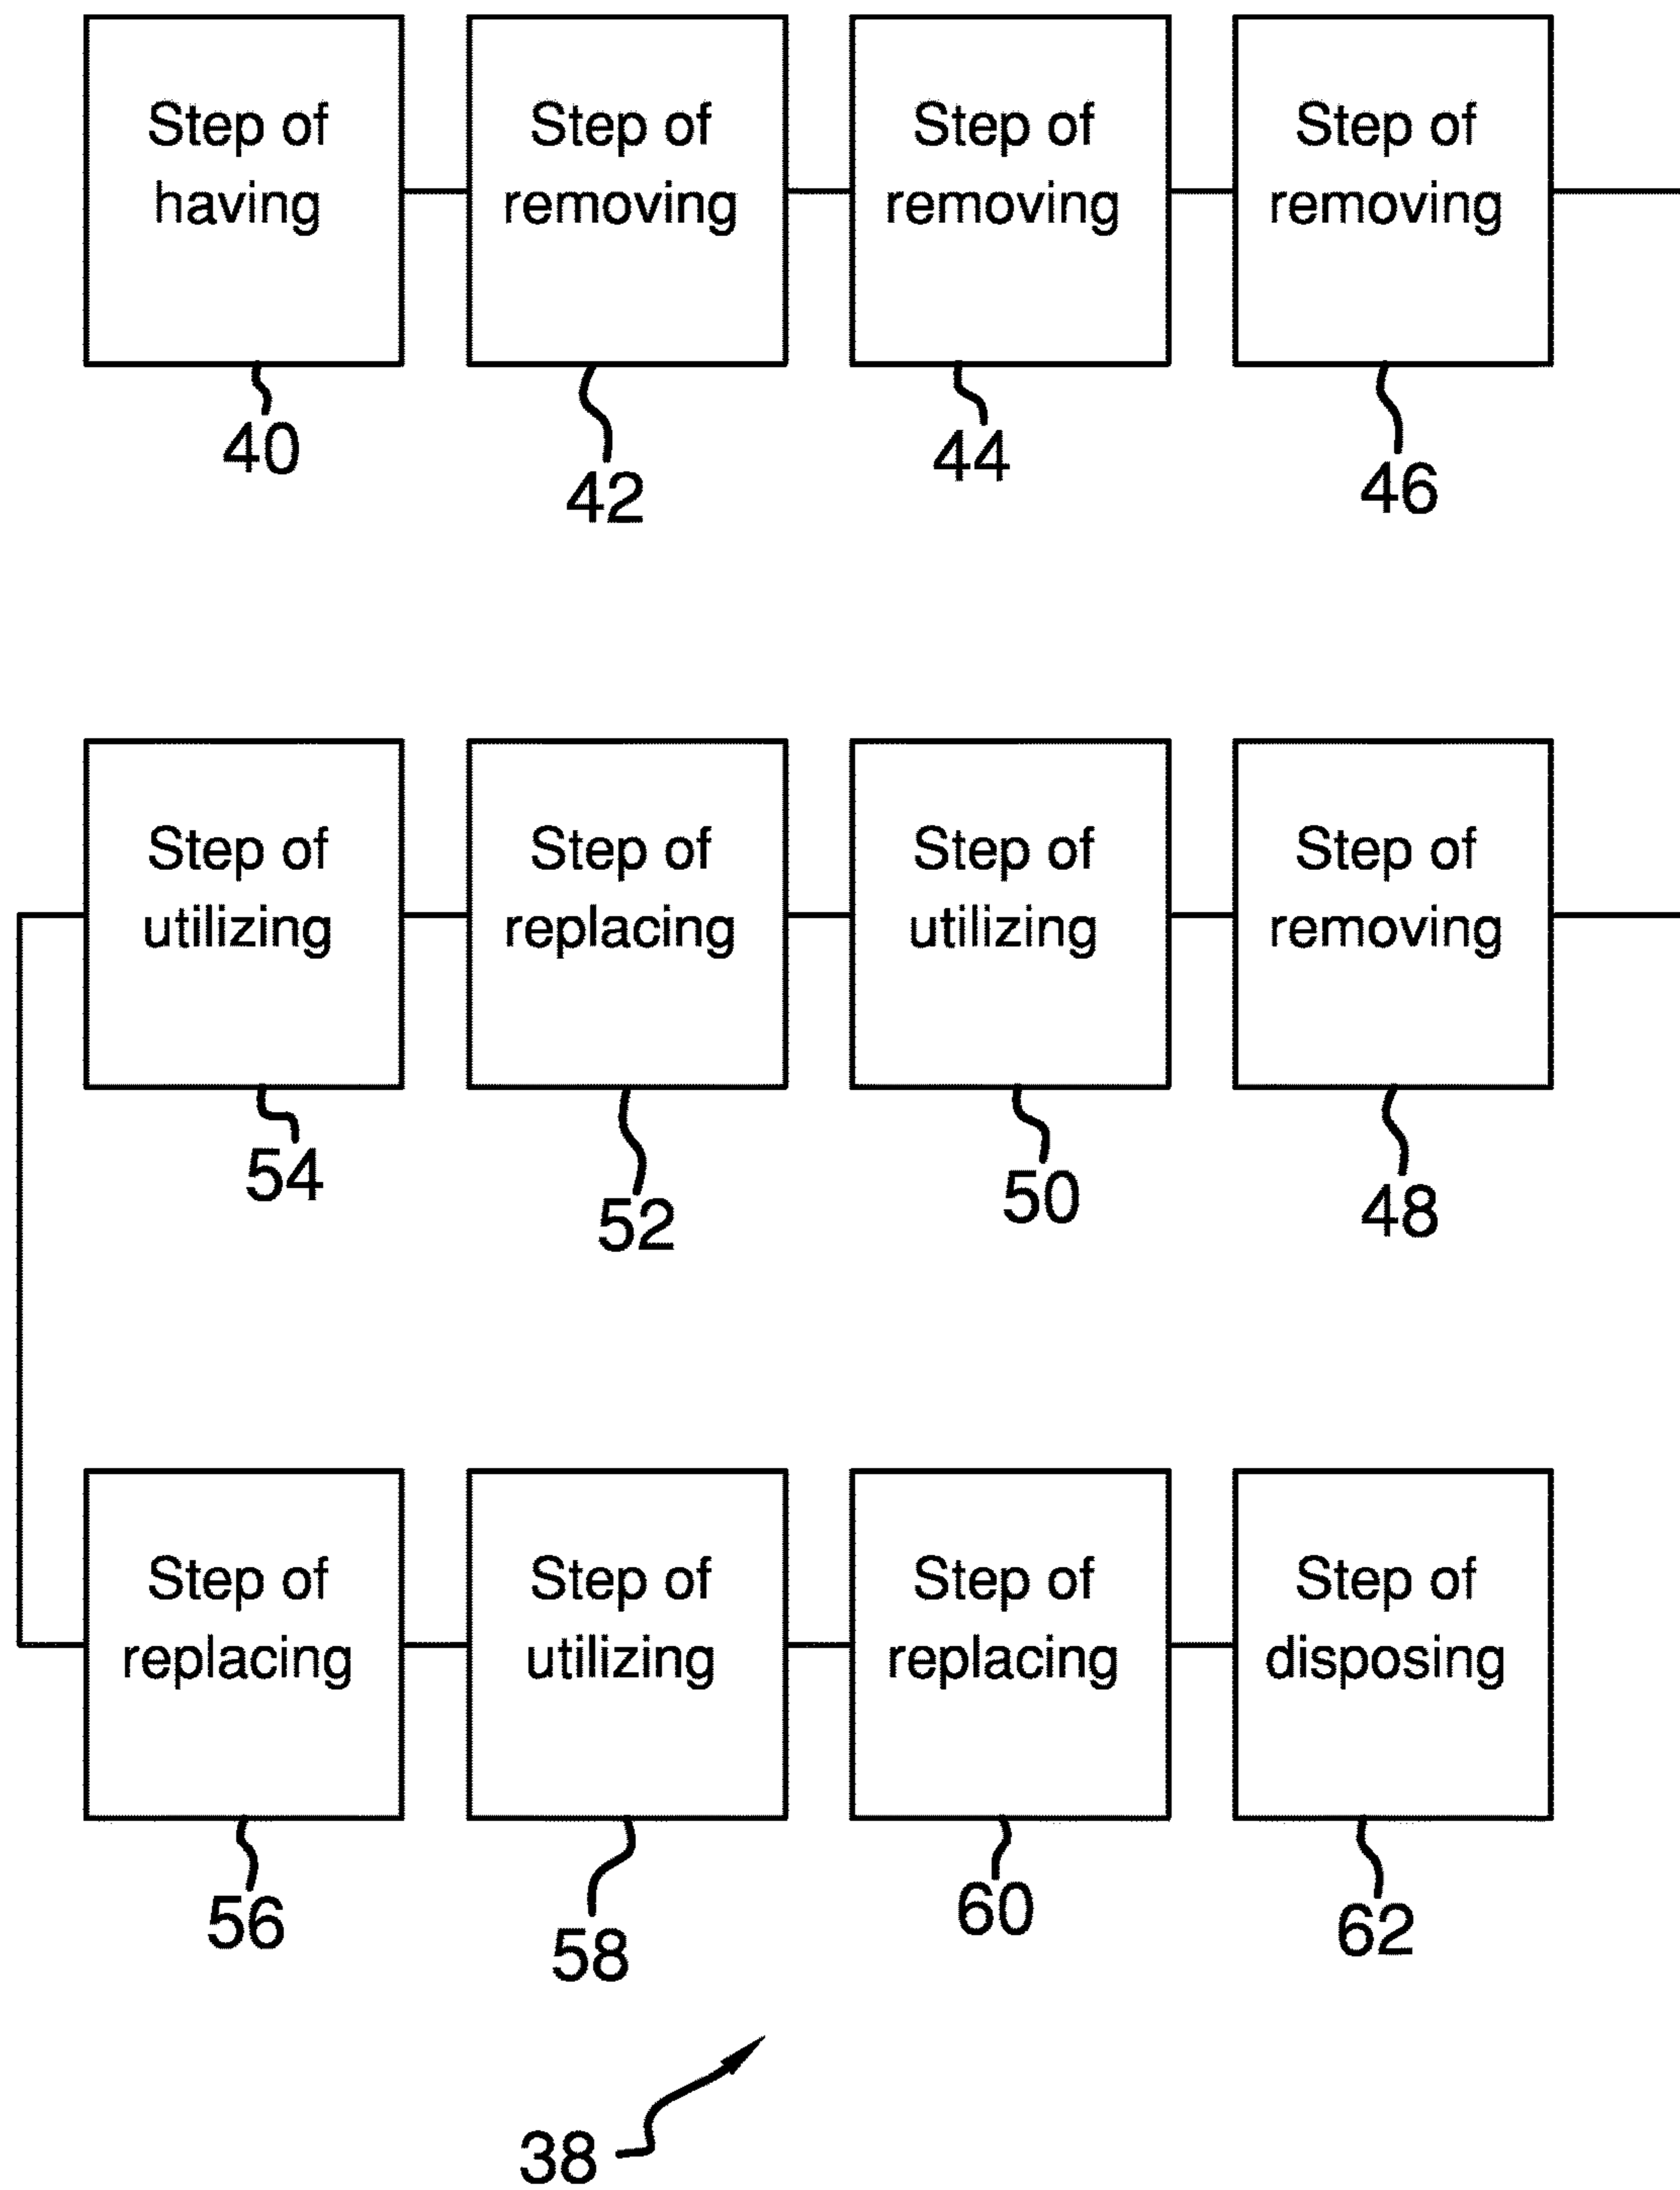 Step of
having
40
Step of
removing
42
Step of
removing
44
Step of
removing
46
Step of
utilizing
54
Step of
replacing
52
Step of
utilizing
50
Step of
removing
48
Step of
replacing
56
Step of
utilizing
58
Step of
replacing
60
Step of
disposing
62
38